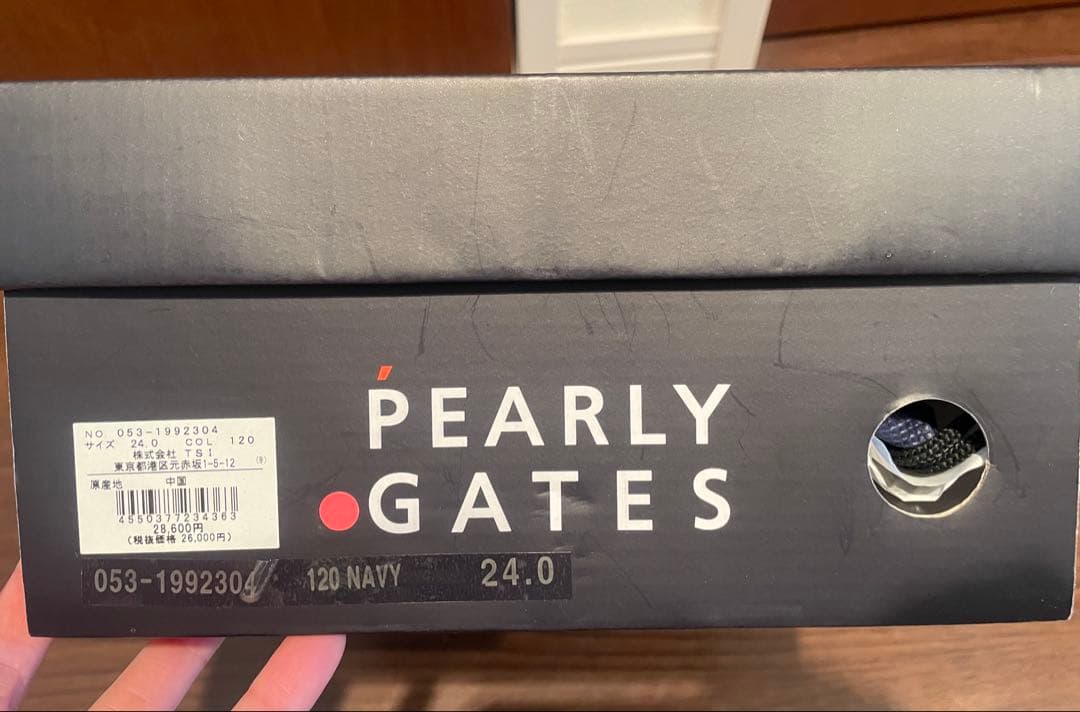 PEARLY
GATES
NO. 053-1992304
サイズ 24.0 COL 120
株式会社 TSI
東京都港区元赤坂1-5-12
原産地 中国
4550377234363
28,600円
(税抜価格 26,000円)
053-1992304 120 NAVY 24.0